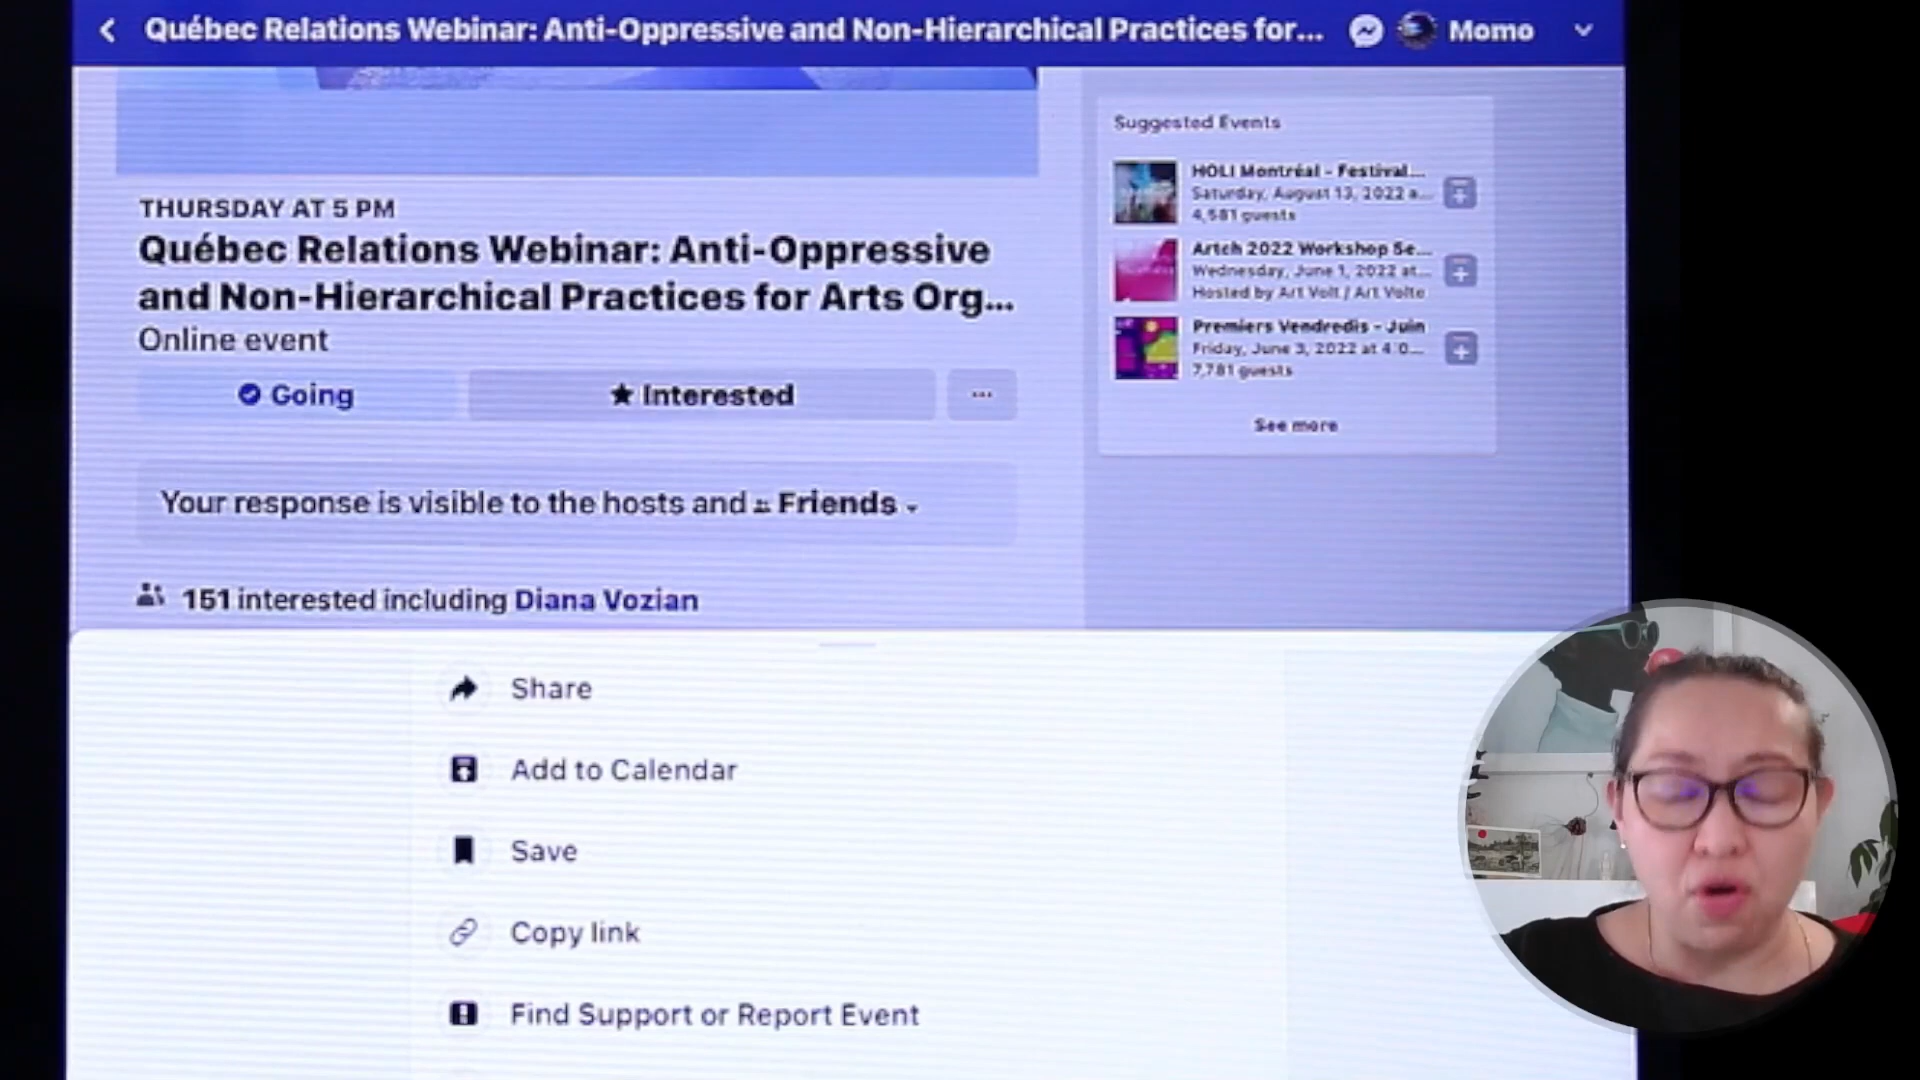 Québec Relations Webinar: Anti-Oppressive and Non-Hierarchical Practices for...
Momo
THURSDAY AT 5 PM
Québec Relations Webinar: Anti-Oppressive
and Non-Hierarchical Practices for Arts Org...
Online event
Going
Interested
...
Your response is visible to the hosts and Friends
151 interested including Diana Vozian
Suggested Events
HOLI Montréal - Festival...
Saturday, August 13, 2022 a...
4,581 guests
Artch 2022 Workshop Se...
Wednesday, June 1, 2022 at...
Hosted by Art Volt / Art Volte
Premiers Vendredis - Juin
Friday, June 3, 2022 at 4:0...
7,781 guests
See more
Share
Add to Calendar
Save
Copy link
Find Support or Report Event